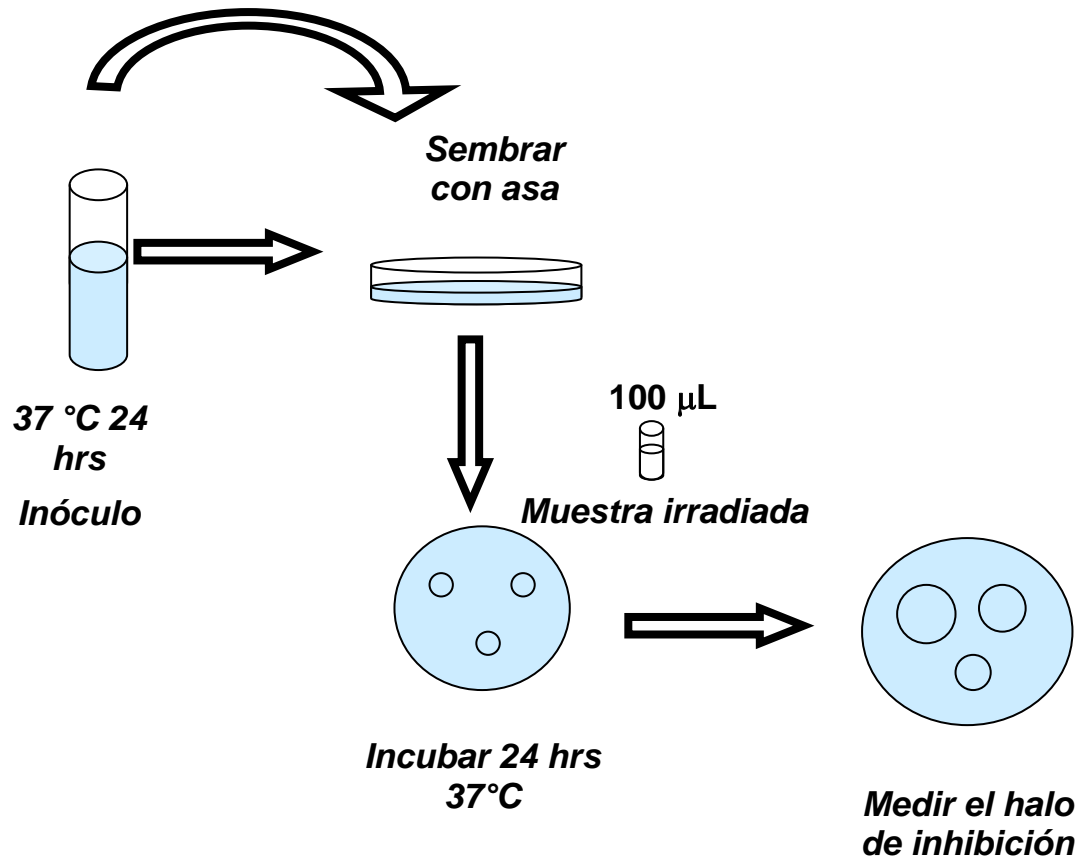 Sembrar
con asa
37 °C 24
hrs
Inóculo
100 μL
Muestra irradiada
Incubar 24 hrs
37°C
Medir el halo
de inhibición